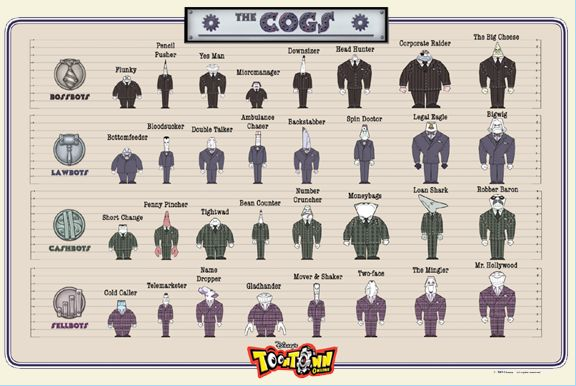 THE COGS
Flunky
Pencil
Pusher
Yes Man
Micromanager
Downsizer
Head Hunter
Corporate Raider
The Big Cheese
BOSSBOTS
Bottomfeeder
Bloodsucker
Double Talker
Ambulance
Chaser
Backstabber
Spin Doctor
Legal Eagle
Bigwig
LAWBOTS
Short Change
Penny Pincher
Tightwad
Bean Counter
Number
Cruncher
Moneybags
Loan Shark
Robber Baron
CASHBOTS
Cold Caller
Telemarketer
Name
Dropper
Gladhander
Mover & Shaker
Two-face
The Mingler
Mr. Hollywood
SELLBOTS
Disney's
TOONTOWN
ONLINE